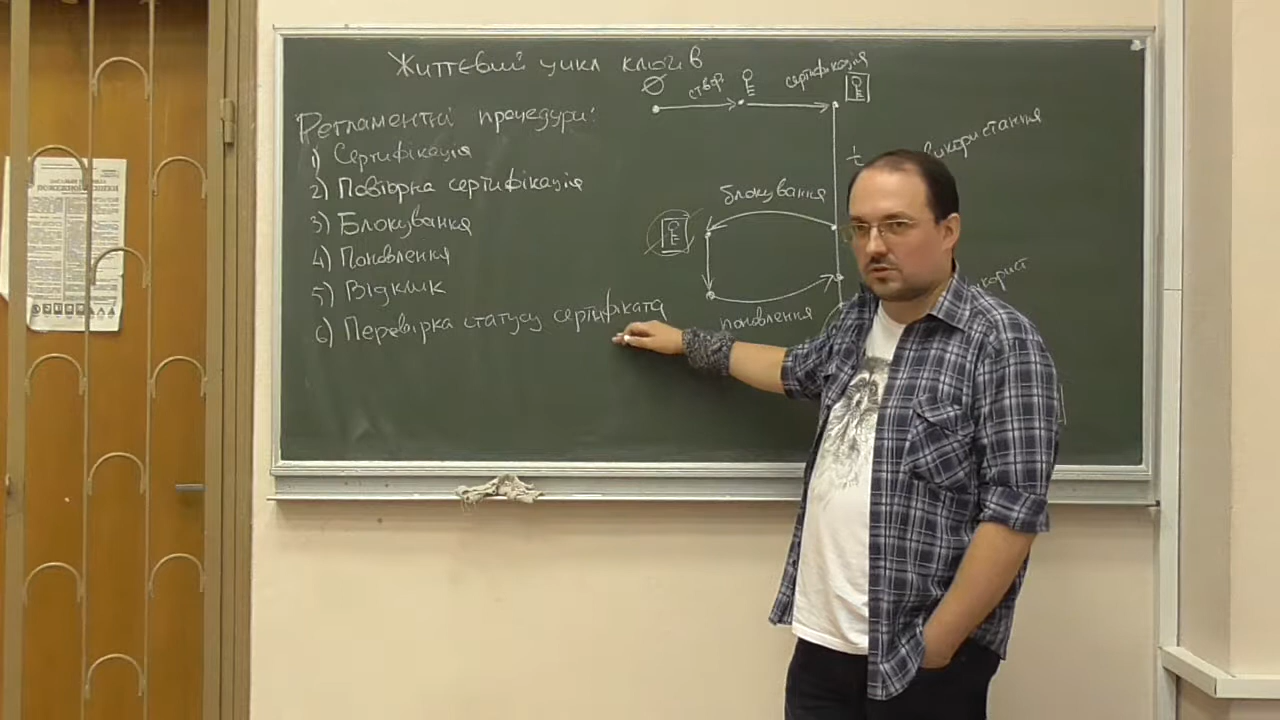 Життєвий цикл ключів
Регламентні процедури:
1) Сертифікація
2) Повторна сертифікація
3) Блокування
4) Поновлення
5) Відклик
6) Перевірка статусу сертифіката
Ø
створ
сертифікація
використання
блокування
використ
поновлення